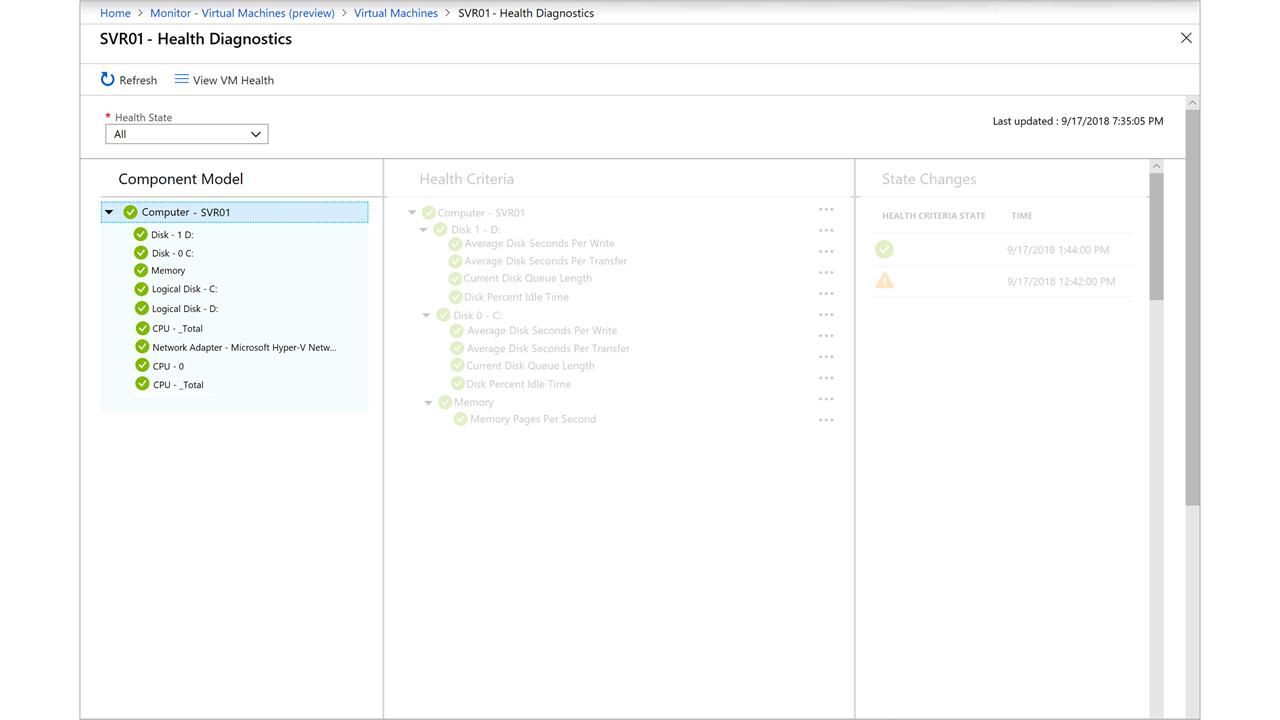 Home > Monitor - Virtual Machines (preview) > Virtual Machines > SVR01 - Health Diagnostics
SVR01 - Health Diagnostics
Refresh View VM Health
* Health State
All
Last updated : 9/17/2018 7:35:05 PM
Component Model
Computer - SVR01
Disk - 1 D:
Disk - 0 C:
Memory
Logical Disk - C:
Logical Disk - D:
CPU - _Total
Network Adapter - Microsoft Hyper-V Netw...
CPU - 0
CPU - _Total
Health Criteria
Computer - SVR01
Disk 1 - D:
Average Disk Seconds Per Write
Average Disk Seconds Per Transfer
Current Disk Queue Length
Disk Percent Idle Time
Disk 0 - C:
Average Disk Seconds Per Write
Average Disk Seconds Per Transfer
Current Disk Queue Length
Disk Percent Idle Time
Memory
Memory Pages Per Second
State Changes
HEALTH CRITERIA STATE TIME
9/17/2018 1:44:00 PM
9/17/2018 12:42:00 PM